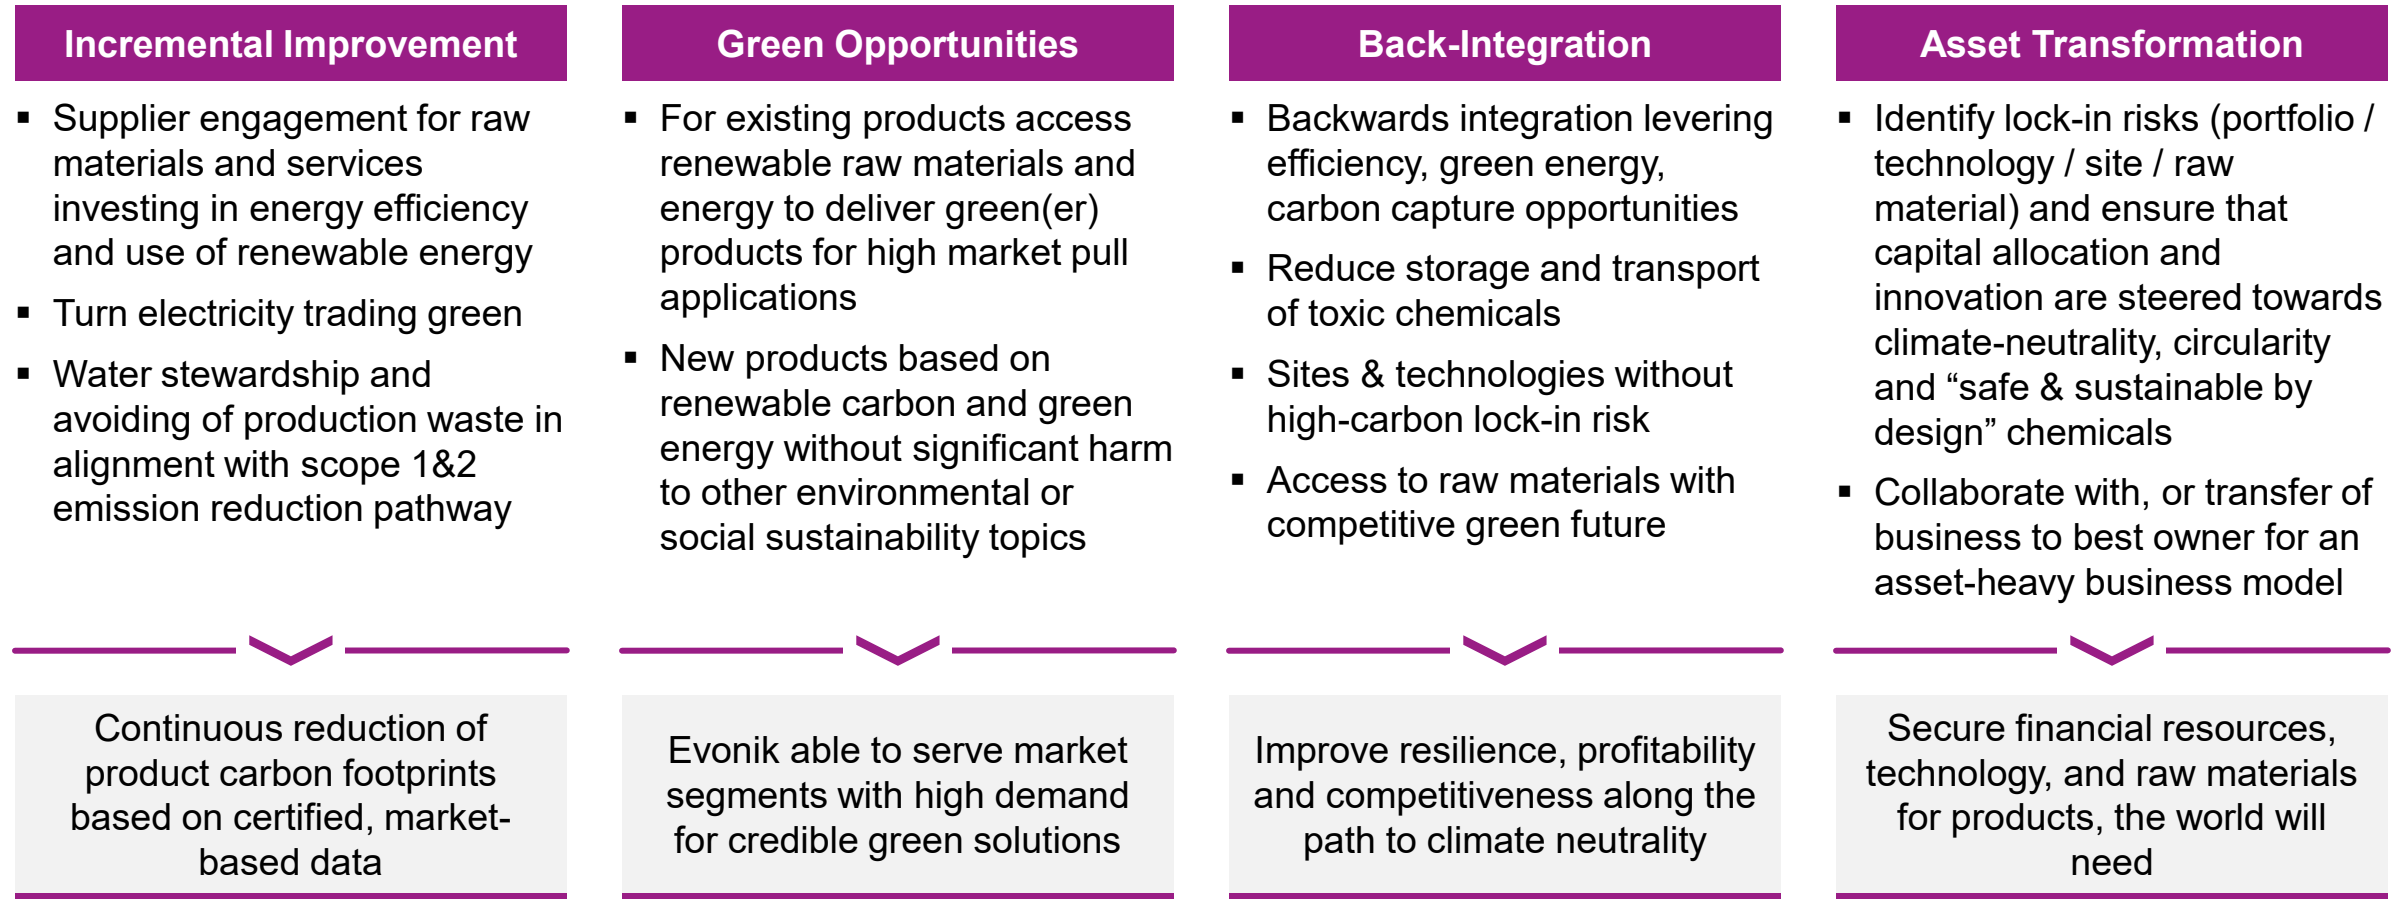 Incremental Improvement
▪ Supplier engagement for raw
materials and services
investing in energy efficiency
and use of renewable energy
▪ Turn electricity trading green
▪ Water stewardship and
avoiding of production waste in
alignment with scope 1&2
emission reduction pathway
Continuous reduction of
product carbon footprints
based on certified, market-
based data
Green Opportunities
▪ For existing products access
renewable raw materials and
energy to deliver green(er)
products for high market pull
applications
▪ New products based on
renewable carbon and green
energy without significant harm
to other environmental or
social sustainability topics
Evonik able to serve market
segments with high demand
for credible green solutions
Back-Integration
▪ Backwards integration levering
efficiency, green energy,
carbon capture opportunities
▪ Reduce storage and transport
of toxic chemicals
▪ Sites & technologies without
high-carbon lock-in risk
▪ Access to raw materials with
competitive green future
Improve resilience, profitability
and competitiveness along the
path to climate neutrality
Asset Transformation
▪ Identify lock-in risks (portfolio /
technology / site / raw
material) and ensure that
capital allocation and
innovation are steered towards
climate-neutrality, circularity
and “safe & sustainable by
design” chemicals
▪ Collaborate with, or transfer of
business to best owner for an
asset-heavy business model
Secure financial resources,
technology, and raw materials
for products, the world will
need